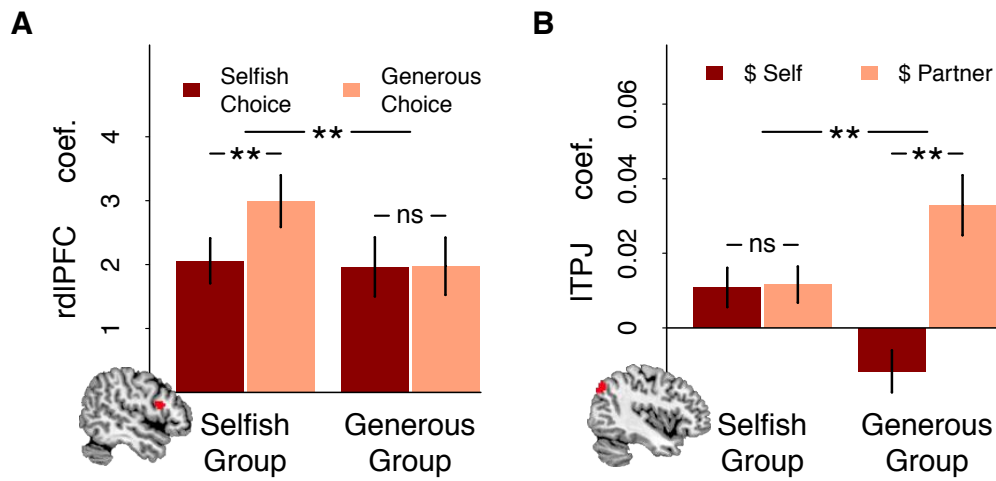 A
Selfish Choice
Generous Choice
**
**
ns
rdlPFC coef.
4
3
2
1
Selfish Group
Generous Group
B
$ Self
$ Partner
**
**
ns
lTPJ coef.
0.06
0.04
0.02
0
Selfish Group
Generous Group